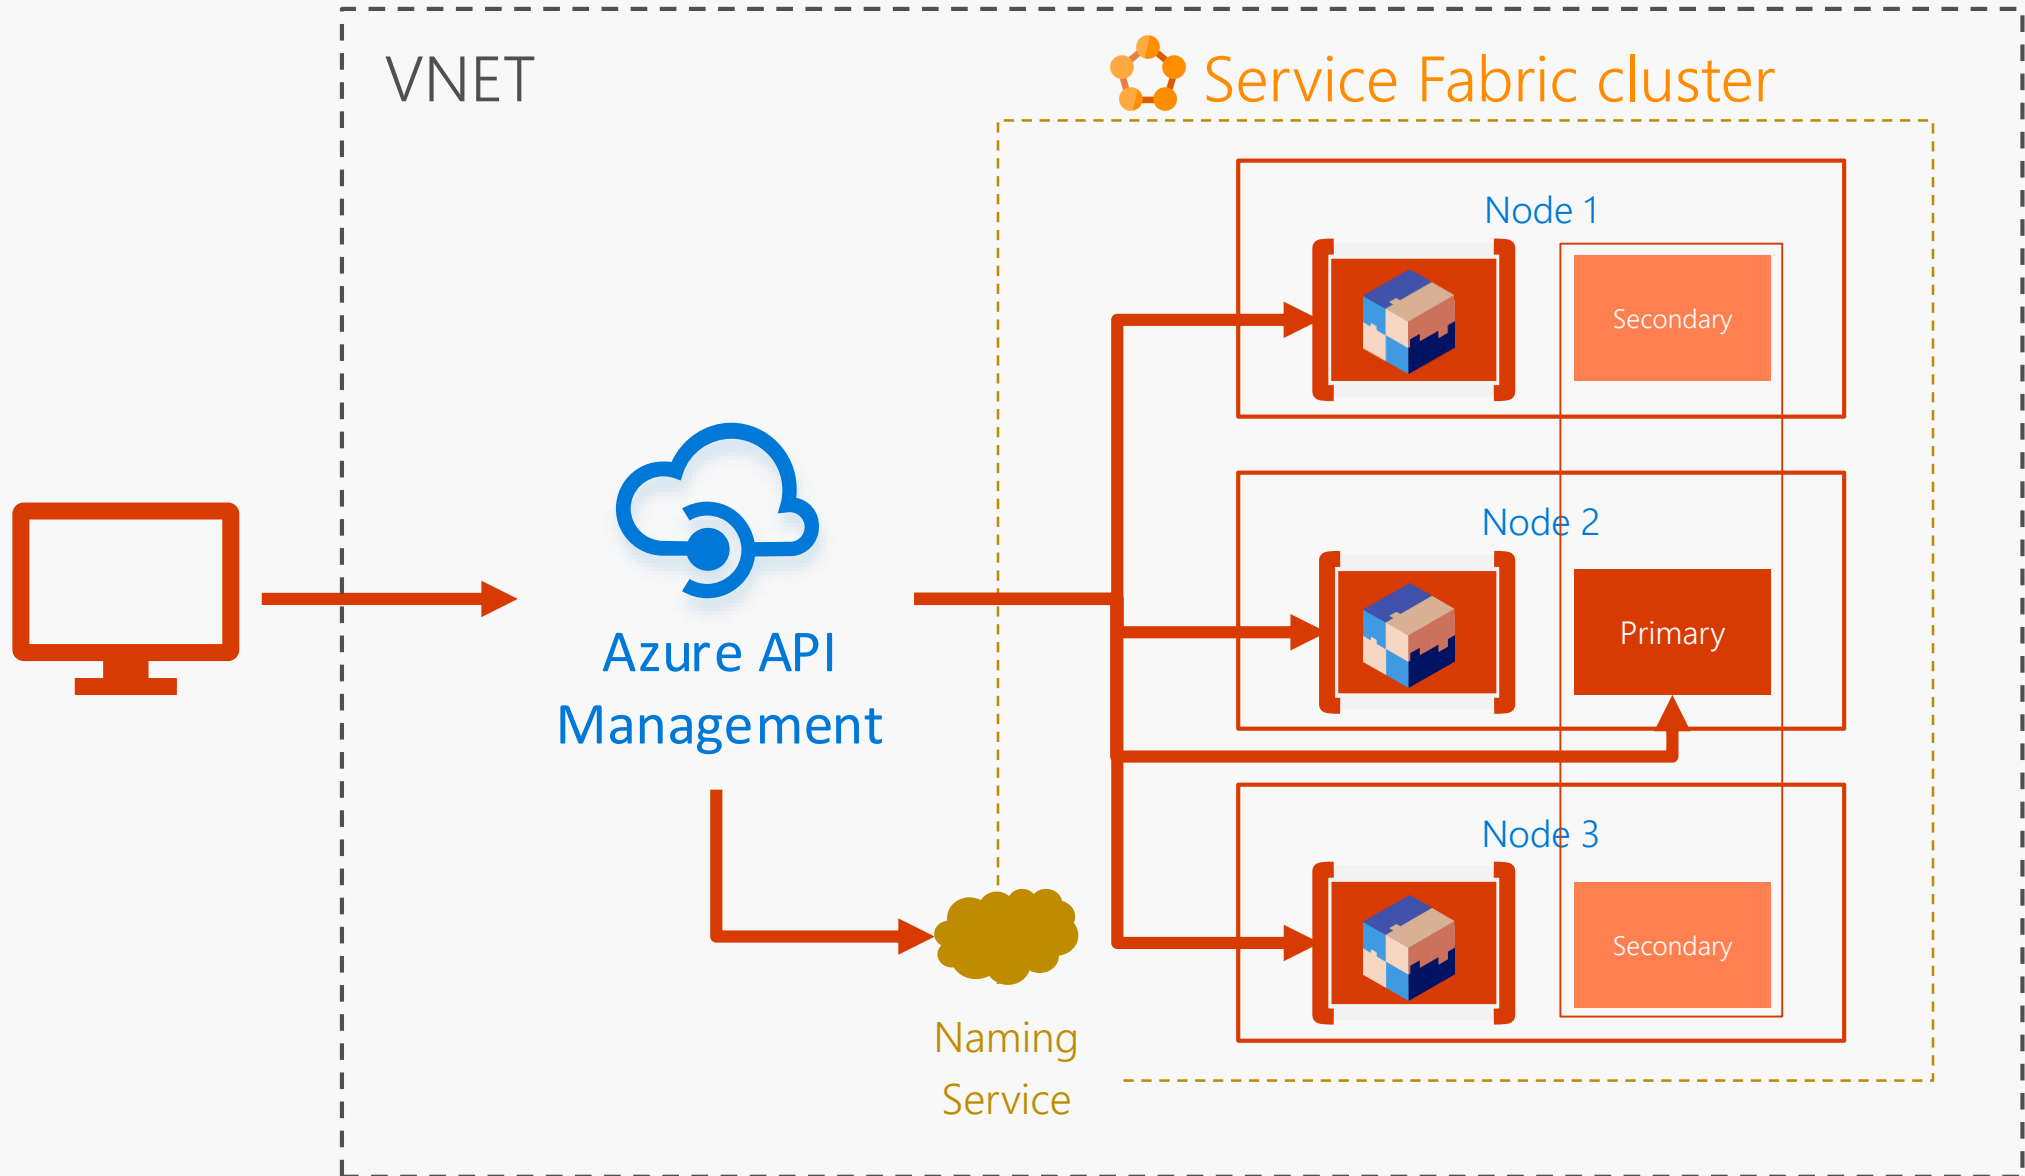 VNET
Service Fabric cluster
Node 1
Secondary
Azure API
Management
Node 2
Primary
Node 3
Secondary
Naming
Service